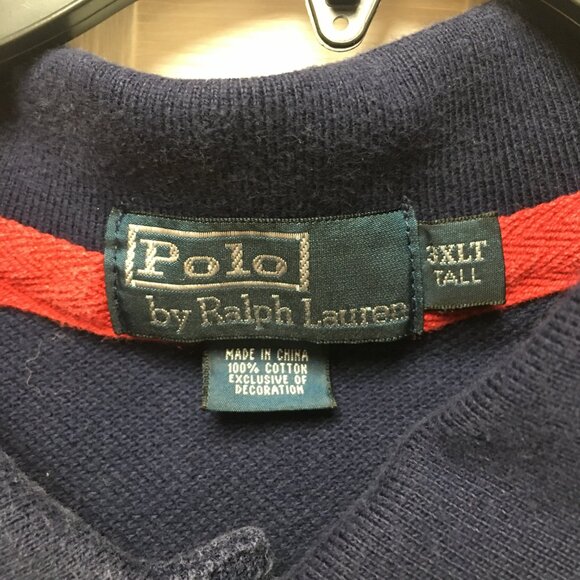 Polo
by Ralph Lauren
3XLT
TALL
MADE IN CHINA
100% COTTON
EXCLUSIVE OF
DECORATION